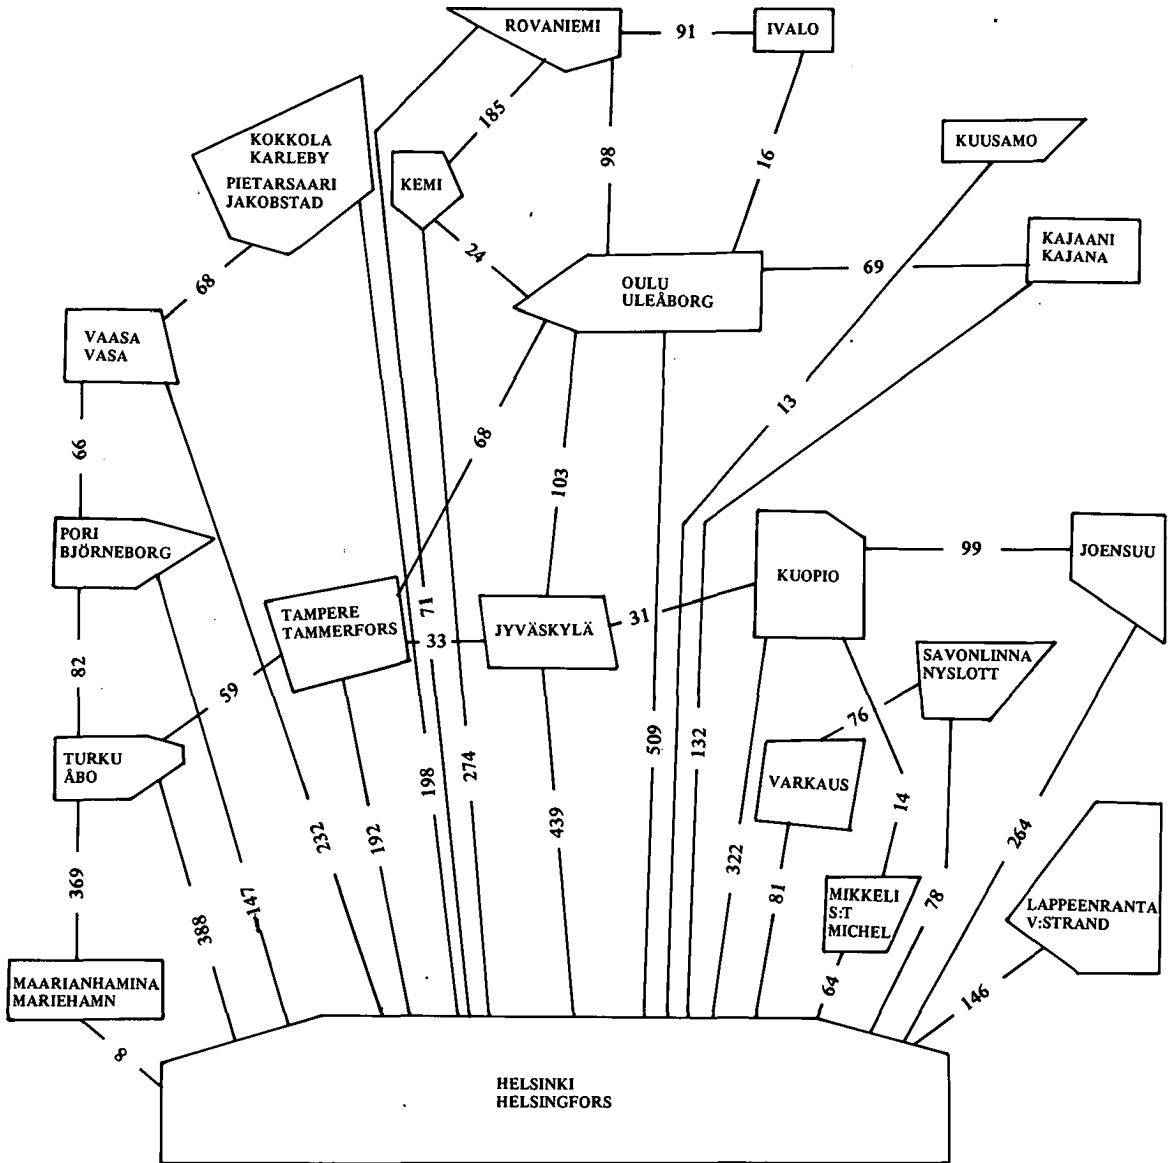 ROVANIEMI
91
IVALO
185
98
16
KOKKOLA
KARLEBY
PIETARSAARI
JAKOBSTAD
KEMI
KUUSAMO
24
68
OULU
ULEÅBORG
69
KAJAANI
KAJANA
VAASA
VASA
13
66
68
103
PORI
BJÖRNEBORG
KUOPIO
99
JOENSUU
TAMPERE
TAMMERFORS
71
33
JYVÄSKYLÄ
31
82
59
SAVONLINNA
NYSLOTT
76
TURKU
ÅBO
509
132
VARKAUS
198
274
14
232
192
439
322
264
369
388
147
81
MIKKELI
S:T
MICHEL
78
LAPPEENRANTA
V:STRAND
MAARIANHAMINA
MARIEHAMN
64
146
8
HELSINKI
HELSINGFORS